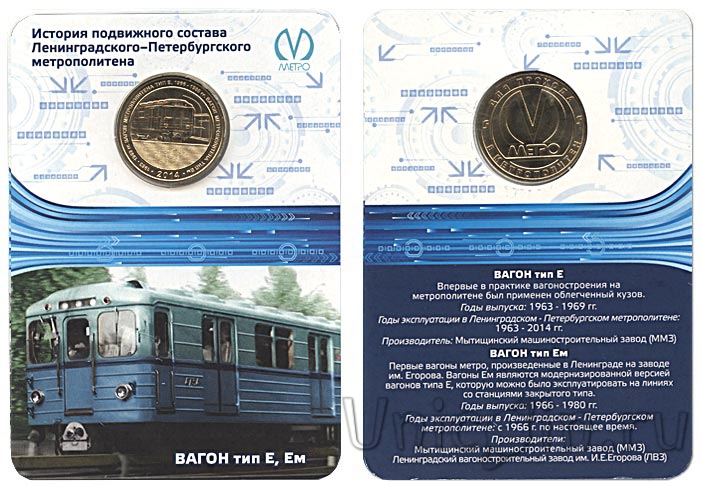 История подвижного состава
Ленинградского-Петербургского
метрополитена
МЕТРО
2014
ВАГОН тип Е, Ем
ДЛЯ ПРОХОДА
В МЕТРОПОЛИТЕН
МЕТРО
ВАГОН тип Е
Впервые в практике вагоностроения на
метрополитене был применен облегченный кузов.
Годы выпуска: 1963 - 1969 гг.
Годы эксплуатации в Ленинградском - Петербургском метрополитене:
1963 - 2014 гг.
Производитель: Мытищинский машиностроительный завод (ММЗ)
ВАГОН тип Ем
Первые вагоны метро, произведенные в Ленинграде на заводе
им. Егорова. Вагоны Ем являются модернизированной версией
вагонов типа Е, которую можно было эксплуатировать на линиях
со станциями закрытого типа.
Годы выпуска: 1966 - 1980 гг.
Годы эксплуатации в Ленинградском - Петербургском
метрополитене: с 1966 г. по настоящее время.
Производители:
Мытищинский машиностроительный завод (ММЗ)
Ленинградский вагоностроительный завод им. И.Е.Егорова (ЛВЗ)